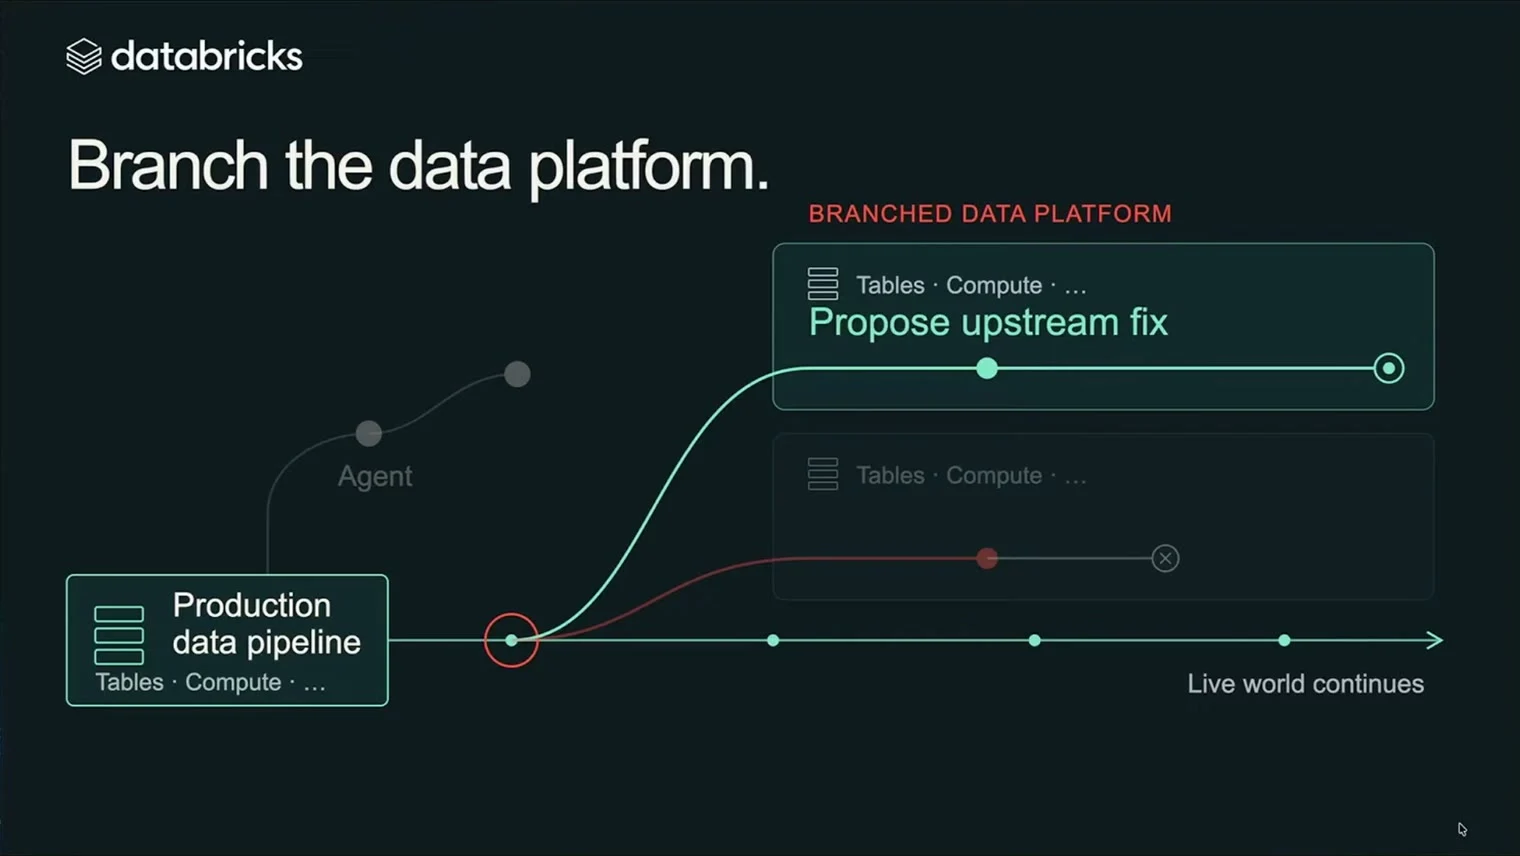 databricks
Branch the data platform.
BRANCHED DATA PLATFORM
Tables · Compute · …
Propose upstream fix
Agent
Tables · Compute · …
Production
data pipeline
Tables · Compute · …
Live world continues